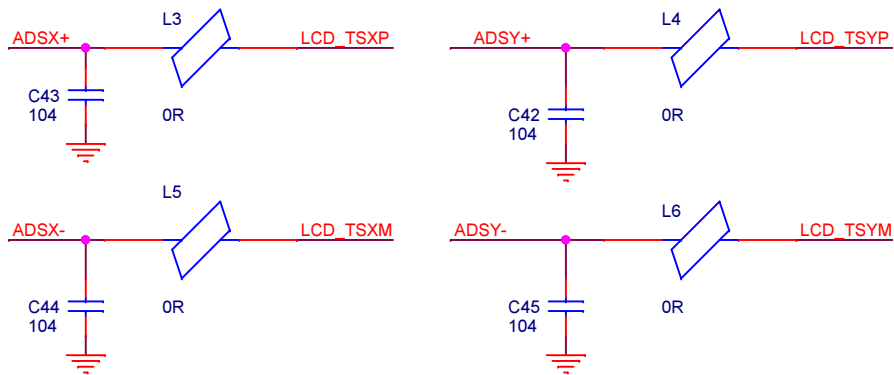 L3
ADSX+ LCD_TSXP
C43
104
0R
L4
ADSY+ LCD_TSYP
C42
104
0R
L5
ADSX- LCD_TSXM
C44
104
0R
L6
ADSY- LCD_TSYM
C45
104
0R